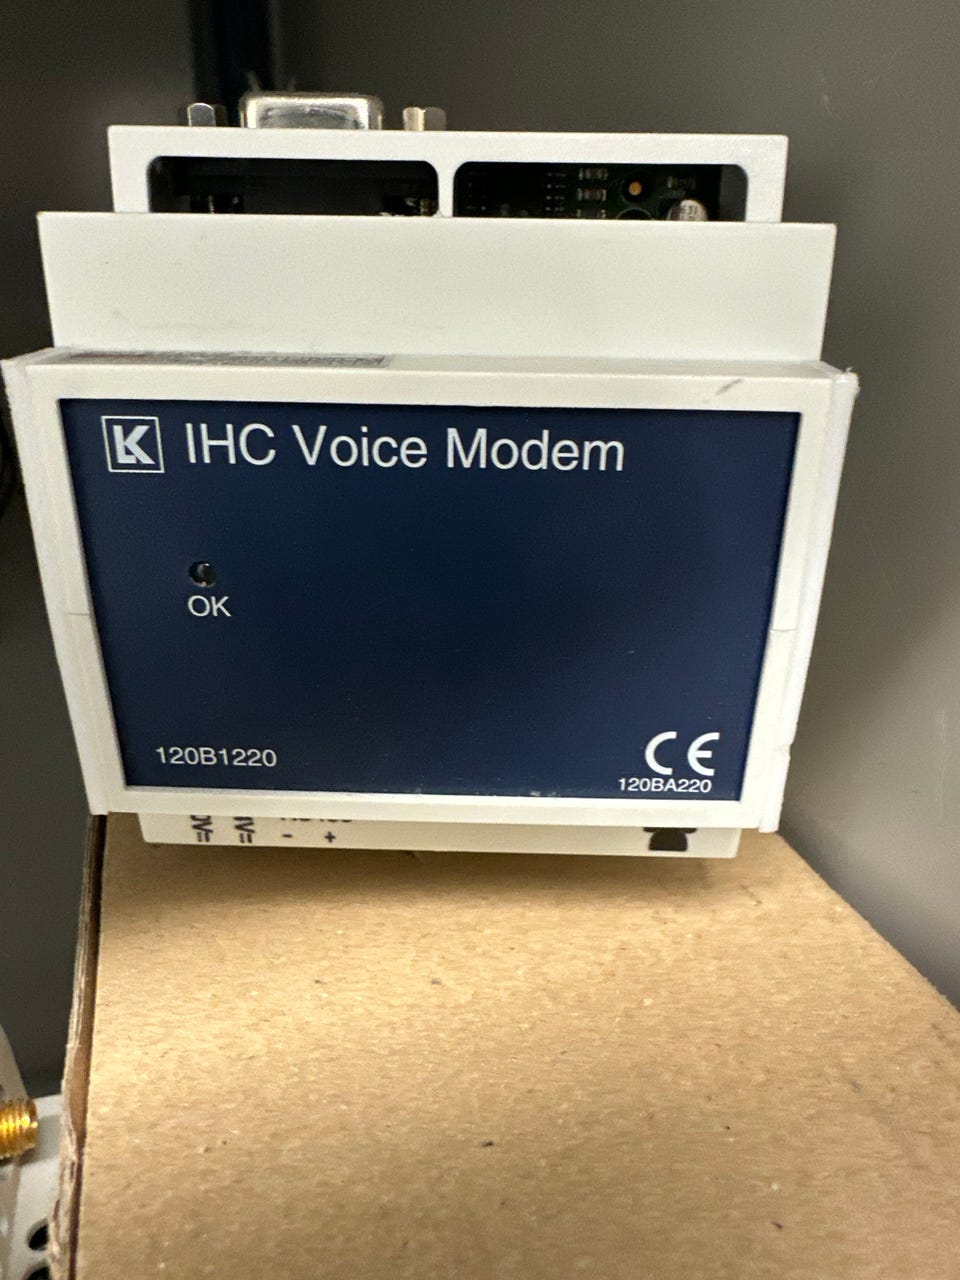 LK IHC Voice Modem
OK
120B1220
CE
120BA220
- +